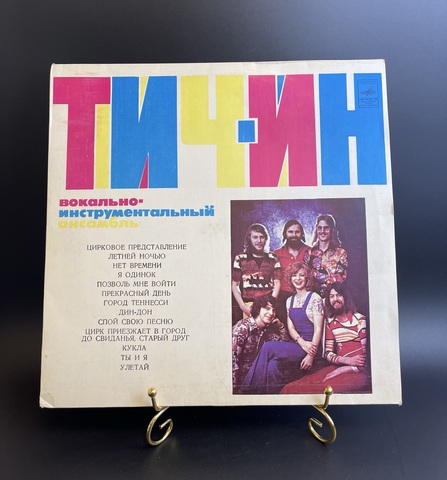 ТИЧ·ИН
вокально-
инструментальный
ансамбль
ЦИРКОВОЕ ПРЕДСТАВЛЕНИЕ
ЛЕТНЕЙ НОЧЬЮ
НЕТ ВРЕМЕНИ
Я ОДИНОК
ПОЗВОЛЬ МНЕ ВОЙТИ
ПРЕКРАСНЫЙ ДЕНЬ
ГОРОД ТЕННЕССИ
ДИН-ДОН
СПОЙ СВОЮ ПЕСНЮ
ЦИРК ПРИЕЗЖАЕТ В ГОРОД
ДО СВИДАНЬЯ, СТАРЫЙ ДРУГ
КУКЛА
ТЫ И Я
УЛЕТАЙ